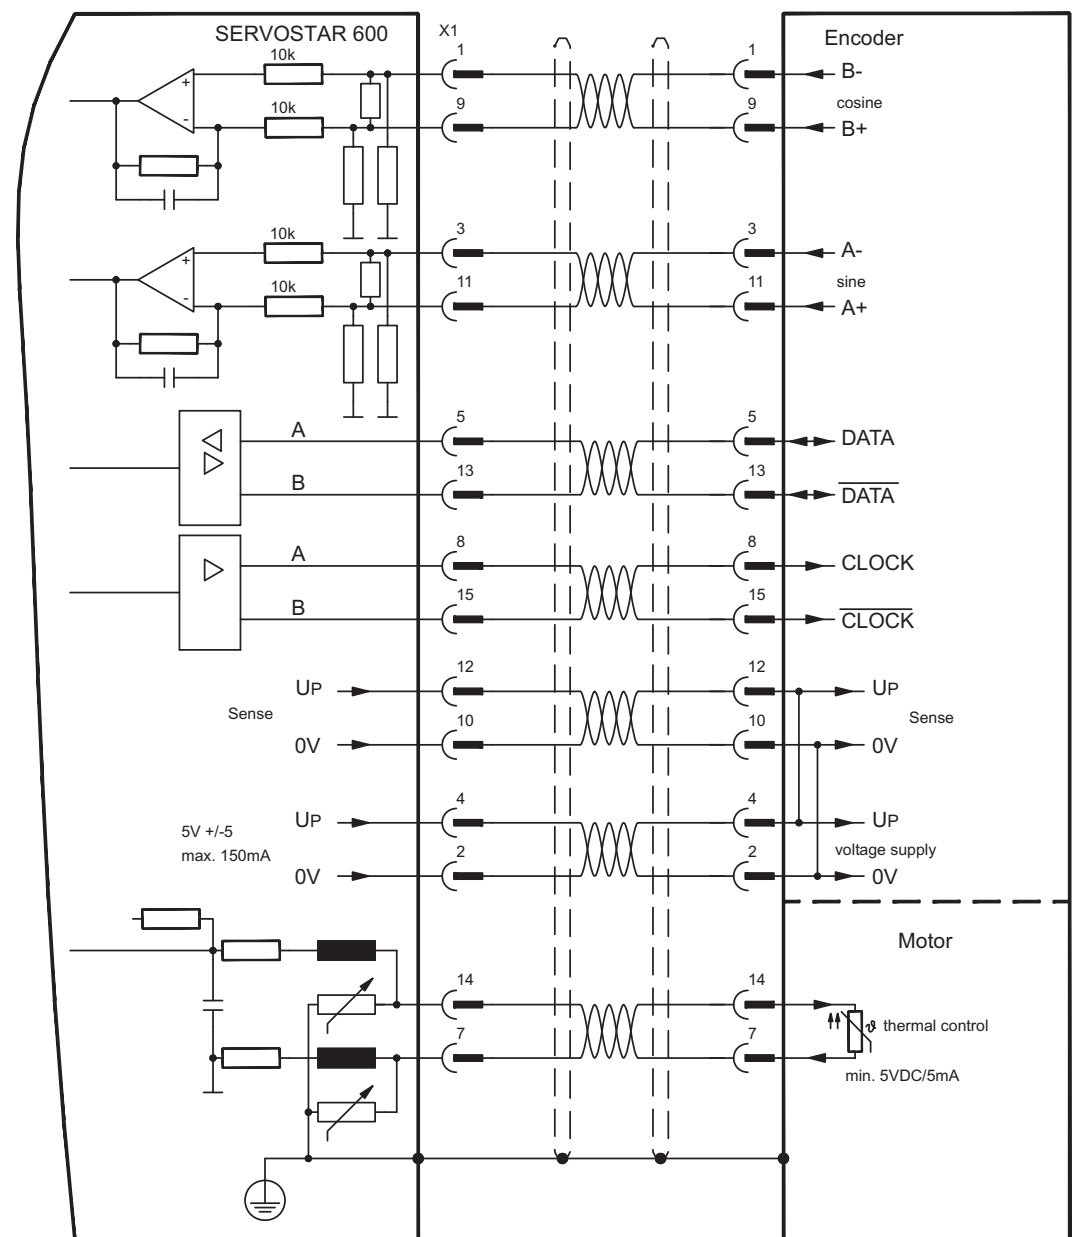 SERVOSTAR 600 X1 Encoder
10k 1 1 B-
+
cosine
10k 9 9 B+
-
10k 3 3 A-
+
sine
10k 11 11 A+
-
A 5 5 DATA
B 13 13 DATA
A 8 8 CLOCK
B 15 15 CLOCK
UP 12 12 UP
Sense Sense
0V 10 10 0V
UP 4 4 UP
5V +/-5
max. 150mA voltage supply
0V 2 2 0V
Motor
14 14
ϑ thermal control
7 7
min. 5VDC/5mA